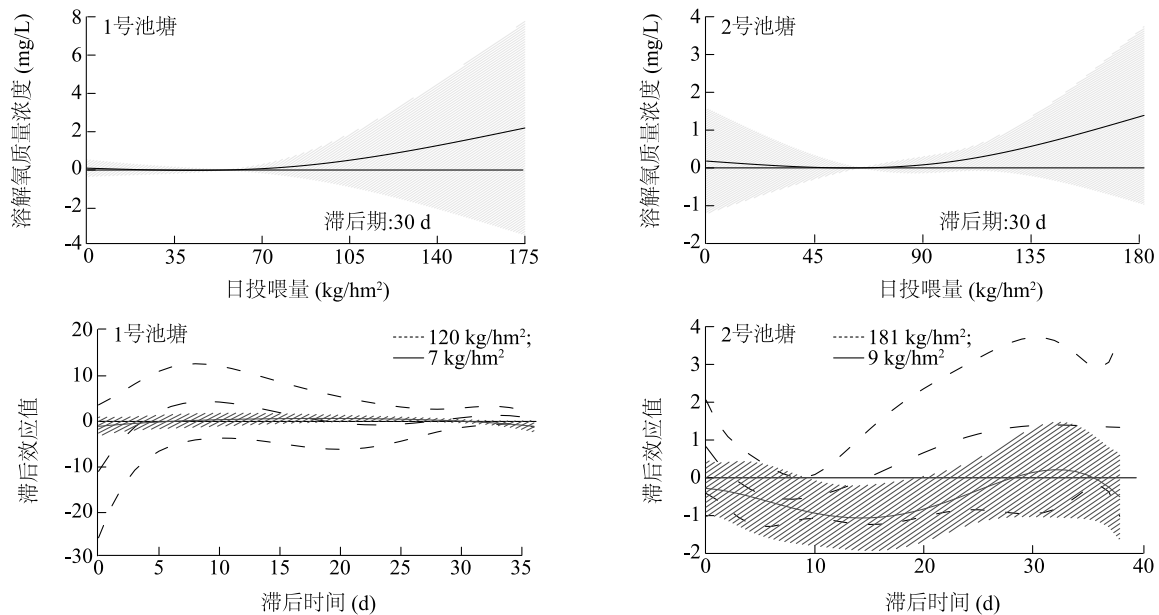 1号池塘
溶解氧质量浓度 (mg/L)
8
6
4
2
0
-2
-4
滞后期:30 d
0 35 70 105 140 175
日投喂量 (kg/hm²)
2号池塘
溶解氧质量浓度 (mg/L)
4
3
2
1
0
-1
-2
滞后期:30 d
0 45 90 135 180
日投喂量 (kg/hm²)
1号池塘
120 kg/hm²;
7 kg/hm²
滞后效应值
20
10
0
-10
-20
-30
0 5 10 15 20 25 30 35
滞后时间 (d)
2号池塘
181 kg/hm²;
9 kg/hm²
滞后效应值
4
3
2
1
0
-1
-2
0 10 20 30 40
滞后时间 (d)